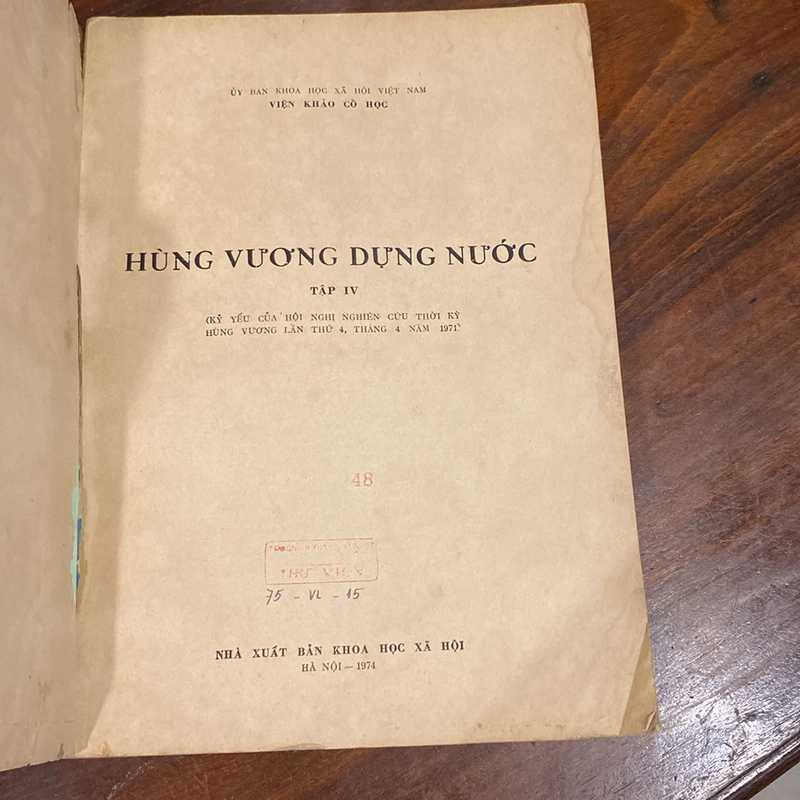 ỦY BAN KHOA HỌC XÃ HỘI VIỆT NAM
VIỆN KHẢO CỔ HỌC
HÙNG VƯƠNG DỰNG NƯỚC
TẬP IV
(KỶ YẾU CỦA HỘI NGHỊ NGHIÊN CỨU THỜI KỲ
HÙNG VƯƠNG LẦN THỨ 4, THÁNG 4 NĂM 1971)
48
THƯ VIỆN
75 - VL - 15
NHÀ XUẤT BẢN KHOA HỌC XÃ HỘI
HÀ NỘI — 1974